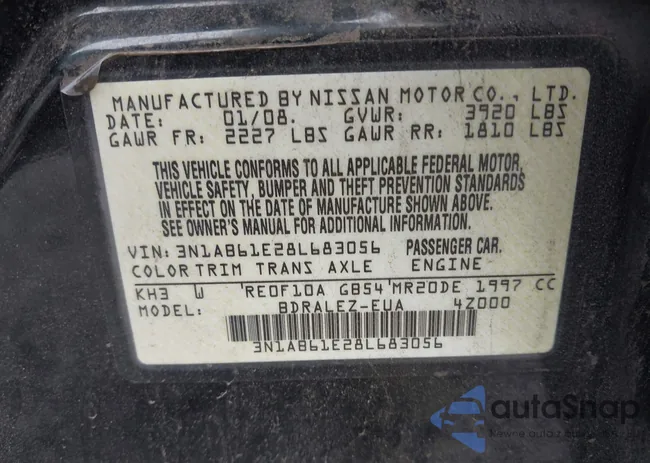 MANUFACTURED BY NISSAN MOTOR CO., LTD.
DATE: 01/08. GVWR: 3920 LBS
GAWR FR: 2227 LBS GAWR RR: 1810 LBS
THIS VEHICLE CONFORMS TO ALL APPLICABLE FEDERAL MOTOR,
VEHICLE SAFETY, BUMPER AND THEFT PREVENTION STANDARDS
IN EFFECT ON THE DATE OF MANUFACTURE SHOWN ABOVE.
SEE OWNER'S MANUAL FOR ADDITIONAL INFORMATION
VIN: 3N1AB61E28L683056 PASSENGER CAR.
COLOR TRIM TRANS AXLE ENGINE
KH3 W 'RE0F10A GB54'MR20DE 1997 CC
MODEL: BDRALEZ-EUA 4Z000
3N1AB61E28L683056
autaSnap
Pewne auta z